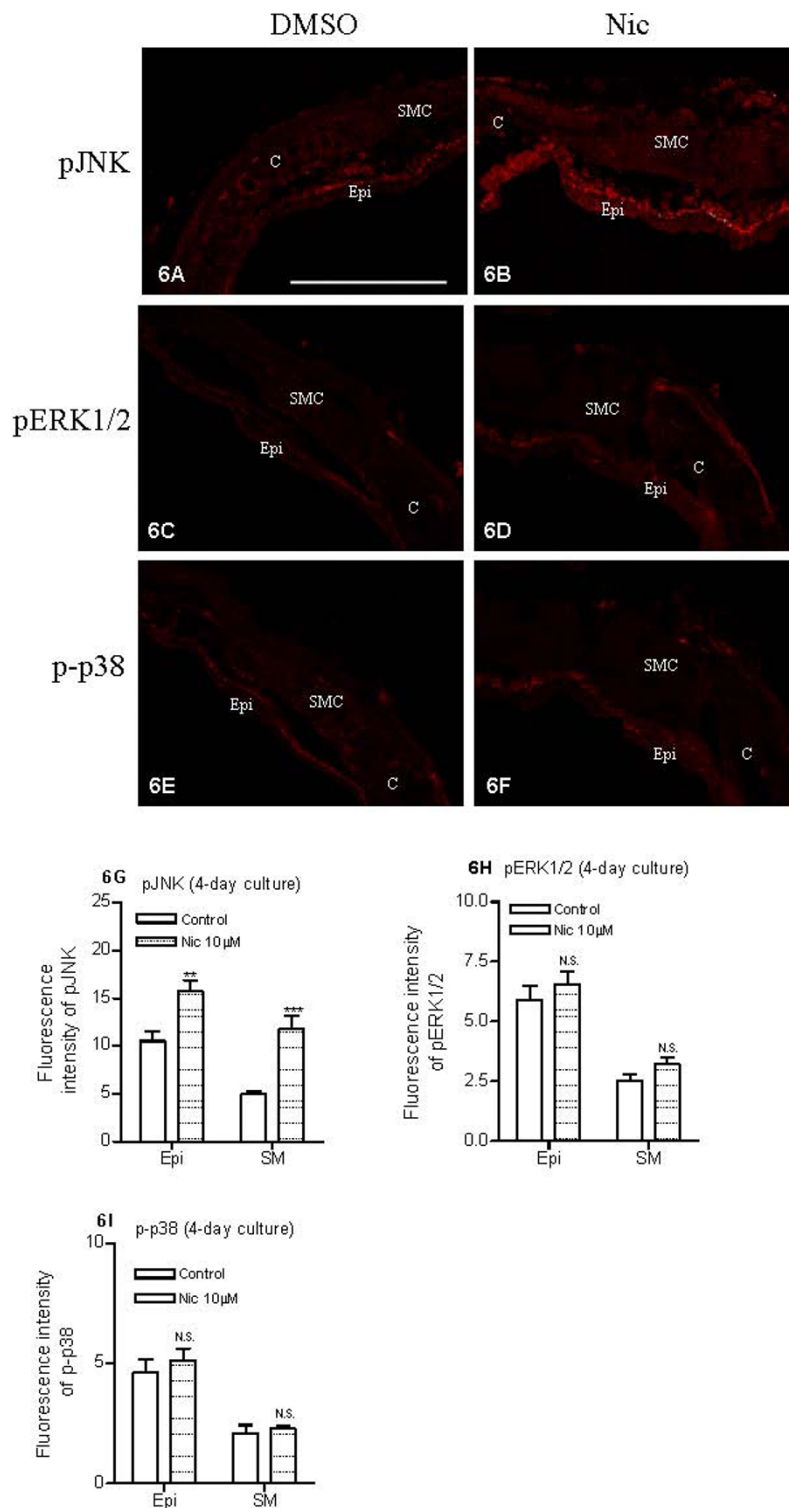 DMSO Nic
pJNK
SMC
C
Epi
6A
C
SMC
Epi
6B
pERK1/2
SMC
Epi
C
6C
SMC
C
Epi
6D
p-p38
Epi
SMC
C
6E
SMC
Epi
C
6F
6G pJNK (4-day culture)
25
20
15
10
5
0
Fluorescence
intensity of pJNK
Control
Nic 10µM
**
***
Epi SM
6H pERK1/2 (4-day culture)
10.0
7.5
5.0
2.5
0.0
Fluorescence intensity
of pERK1/2
Control
Nic 10µM
N.S.
N.S.
Epi SM
6I p-p38 (4-day culture)
10
5
0
Fluorescence intensity
of p-p38
Control
Nic 10µM
N.S.
N.S.
Epi SM